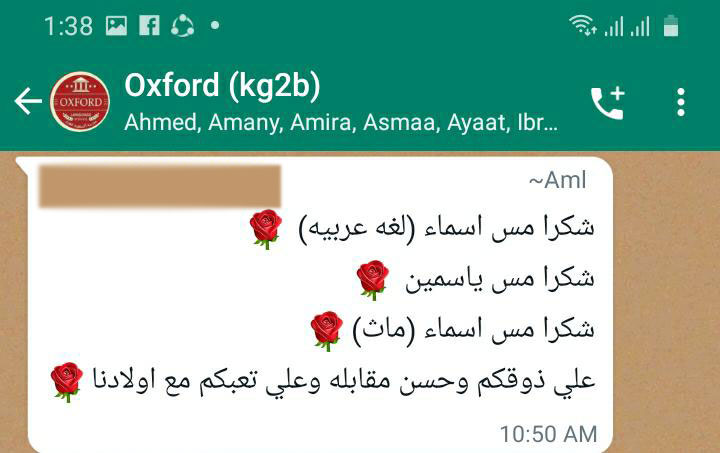 1:38
Oxford (kg2b)
Ahmed, Amany, Amira, Asmaa, Ayaat, Ibr...
OXFORD
~Aml
شكرا مس اسماء (لغه عربيه) 🌹
شكرا مس ياسمين 🌹
شكرا مس اسماء (ماث) 🌹
علي ذوقكم وحسن مقابله وعلي تعبكم مع اولادنا 🌹
10:50 AM